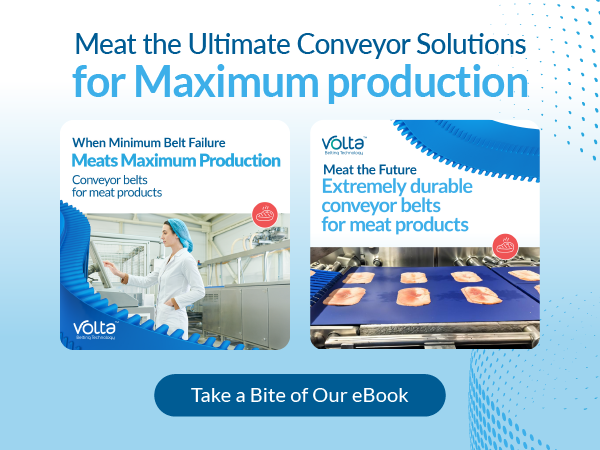 Meat the Ultimate Conveyor Solutions
for Maximum production
When Minimum Belt Failure
Meats Maximum Production
Conveyor belts
for meat products
volta™
Belting Technology
volta™
Belting Technology
Meat the Future
Extremely durable
conveyor belts
for meat products
Take a Bite of Our eBook